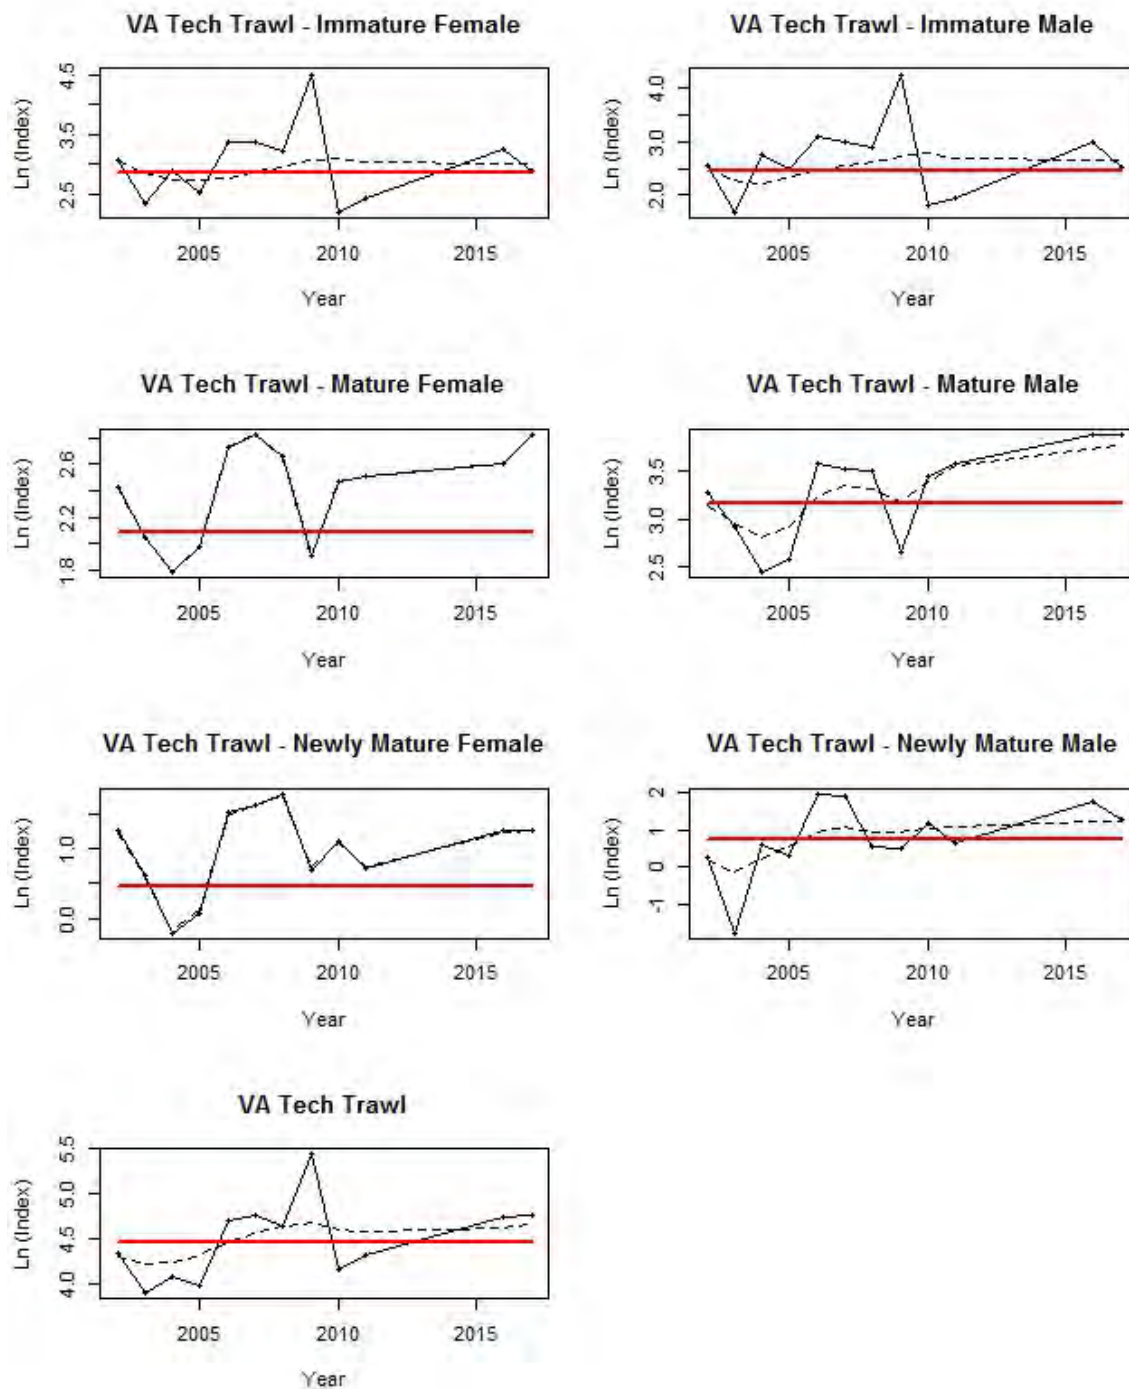 VA Tech Trawl - Immature Female
Ln (Index)
4.5
3.5
2.5
2005 2010 2015
Year
VA Tech Trawl - Immature Male
Ln (Index)
4.0
3.0
2.0
2005 2010 2015
Year
VA Tech Trawl - Mature Female
Ln (Index)
2.6
2.2
1.8
2005 2010 2015
Year
VA Tech Trawl - Mature Male
Ln (Index)
3.5
3.0
2.5
2005 2010 2015
Year
VA Tech Trawl - Newly Mature Female
Ln (Index)
1.0
0.0
2005 2010 2015
Year
VA Tech Trawl - Newly Mature Male
Ln (Index)
2
1
0
-1
2005 2010 2015
Year
VA Tech Trawl
Ln (Index)
5.5
5.0
4.5
4.0
2005 2010 2015
Year